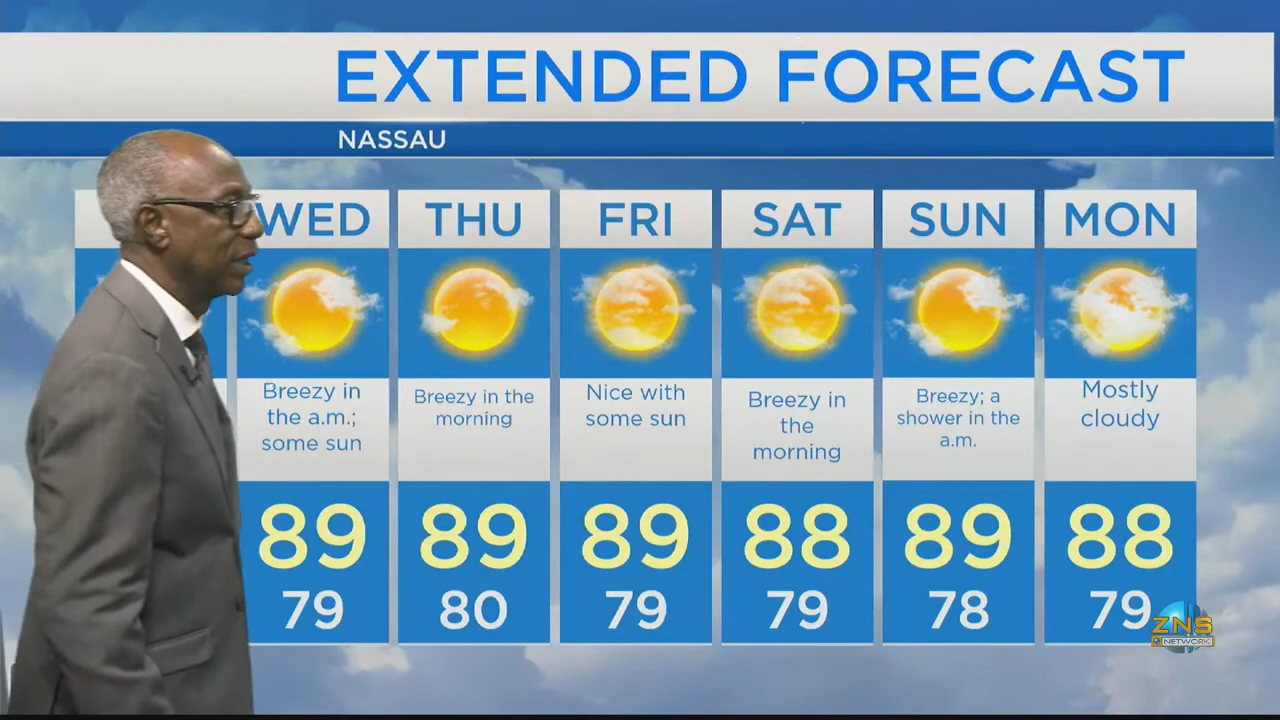 EXTENDED FORECAST
NASSAU
WED
THU
FRI
SAT
SUN
MON
Breezy in
the a.m.;
some sun
Breezy in the
morning
Nice with
some sun
Breezy in
the
morning
Breezy; a
shower in the
a.m.
Mostly
cloudy
89
89
89
88
89
88
79
80
79
79
78
79
ZNS
NETWORK